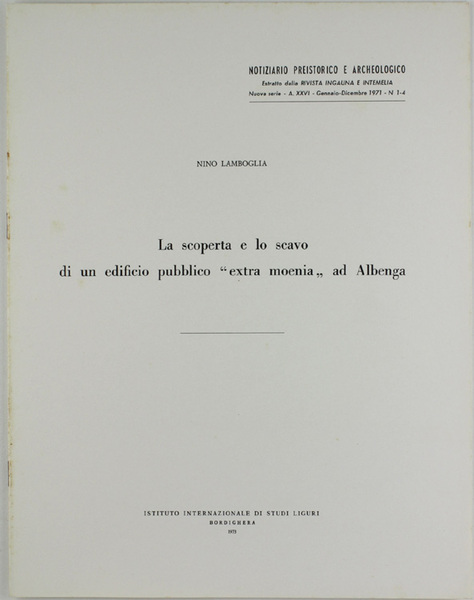 NOTIZIARIO PREISTORICO E ARCHEOLOGICO
Estratto dalla RIVISTA INGAUNA E INTEMELIA
Nuova serie - A. XXVI - Gennaio-Dicembre 1971 - N 1-4
NINO LAMBOGLIA
La scoperta e lo scavo
di un edificio pubblico “extra moenia„ ad Albenga
ISTITUTO INTERNAZIONALE DI STUDI LIGURI
BORDIGHERA